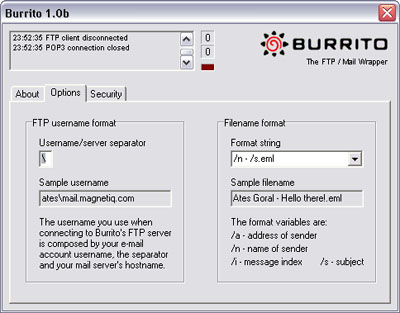 Burrito 1.0b
23:52:35 FTP client disconnected
23:52:35 POP3 connection closed
0
0
BURRITO
The FTP / Mail Wrapper
About
Options
Security
FTP username format
Username/server separator
\
Sample username
ates\mail.magnetiq.com
The username you use when
connecting to Burrito's FTP server
is composed by your e-mail
account username, the separator
and your mail server's hostname.
Filename format
Format string
/n - /s.eml
Sample filename
Ates Goral - Hello there!.eml
The format variables are:
/a - address of sender
/n - name of sender
/i - message index /s - subject